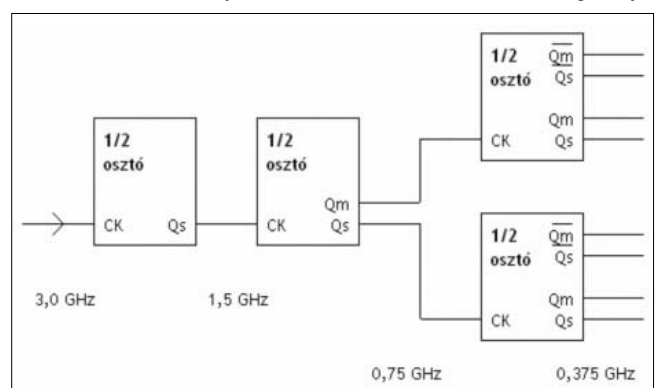 1/2 Qm
osztó Qs
Qm
CK Qs
1/2
osztó
CK Qs
1/2
osztó
Qm
CK Qs
1/2 Qm
osztó Qs
Qm
CK Qs
3,0 GHz
1,5 GHz
0,75 GHz
0,375 GHz